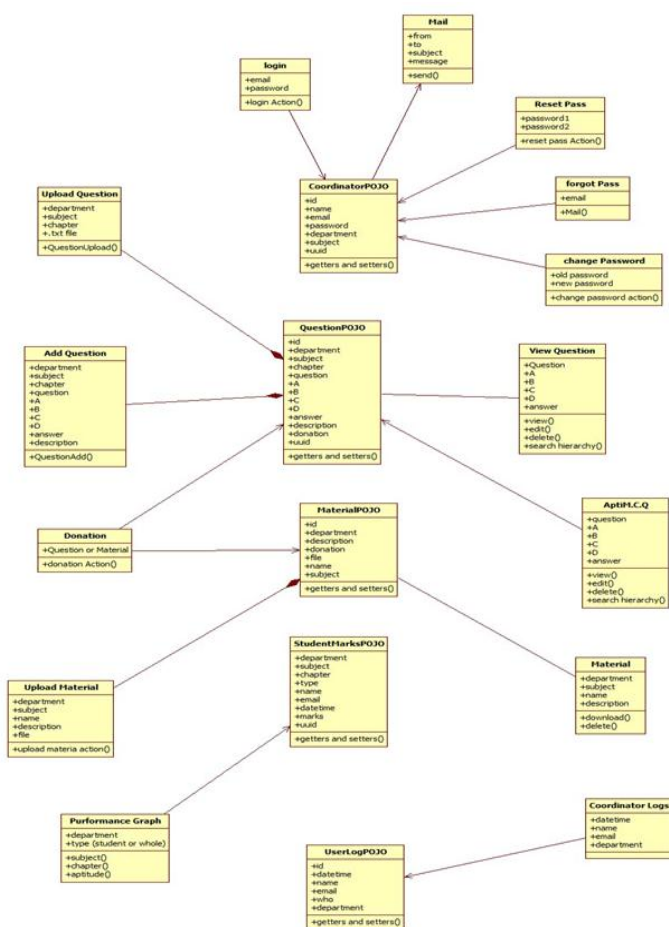 Mail
+from
+to
+subject
+message
+send()
login
+email
+password
+login Action()
Reset Pass
+password1
+password2
+reset pass Action()
CoordinatorPOJO
+id
+name
+email
+password
+department
+subject
+uuid
+getters and setters()
forgot Pass
+email
+Mail()
Upload Question
+department
+subject
+chapter
+.txt file
+QuestionUpload()
change Password
+old password
+new password
+change password action()
QuestionPOJO
+id
+department
+subject
+chapter
+question
+A
+B
+C
+D
+answer
+description
+donation
+uuid
+getters and setters()
Add Question
+department
+subject
+chapter
+question
+A
+B
+C
+D
+answer
+description
+QuestionAdd()
View Question
+Question
+A
+B
+C
+D
+answer
+view()
+edit()
+delete()
+search hierarchy()
AptiM.C.Q
+question
+A
+B
+C
+D
+answer
+view()
+edit()
+delete()
+search hierarchy()
MaterialPOJO
+id
+department
+description
+donation
+file
+name
+subject
+getters and setters()
Donation
+Question or Material
+donation Action()
StudentMarksPOJO
+department
+subject
+chapter
+type
+name
+email
+datetime
+marks
+uuid
+getters and setters()
Material
+department
+subject
+name
+description
+download()
+delete()
Upload Material
+department
+subject
+name
+description
+file
+upload materia action()
Purformance Graph
+department
+type (student or whole)
+subject()
+chapter()
+aptitude()
Coordinator Logs
+datetime
+name
+email
+department
UserLogPOJO
+id
+datetime
+name
+email
+who
+department
+getters and setters()